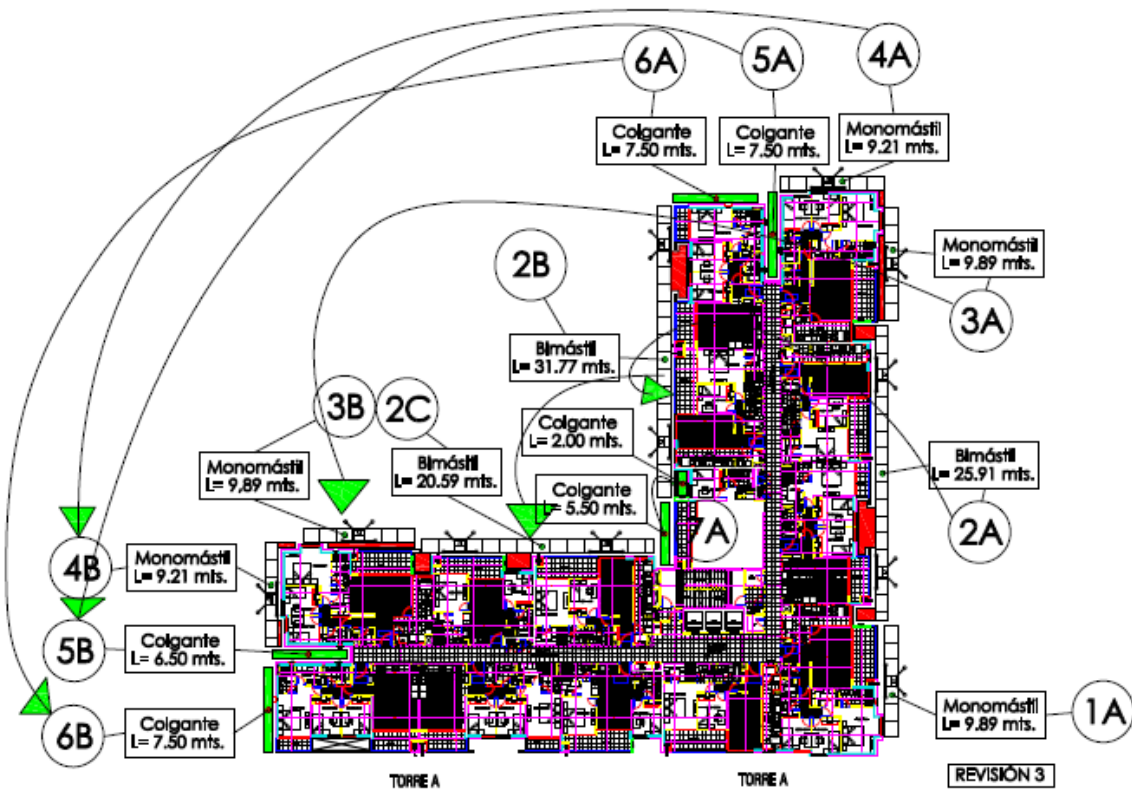 4A
5A
6A
Colgante
L= 7.50 mts.
Colgante
L= 7.50 mts.
Monomástil
L= 9.21 mts.
2B
Monomástil
L= 9.89 mts.
3A
Bimástil
L= 31.77 mts.
3B
2C
Colgante
L= 2.00 mts.
Monomástil
L= 9,89 mts.
Bimástil
L= 20.59 mts.
Bimástil
L= 25.91 mts.
Colgante
L= 5.50 mts.
7A
2A
4B
Monomástil
L= 9.21 mts.
5B
Colgante
L= 6.50 mts.
6B
Colgante
L= 7.50 mts.
Monomástil
L= 9.89 mts.
1A
TORRE A
TORRE A
REVISIÓN 3